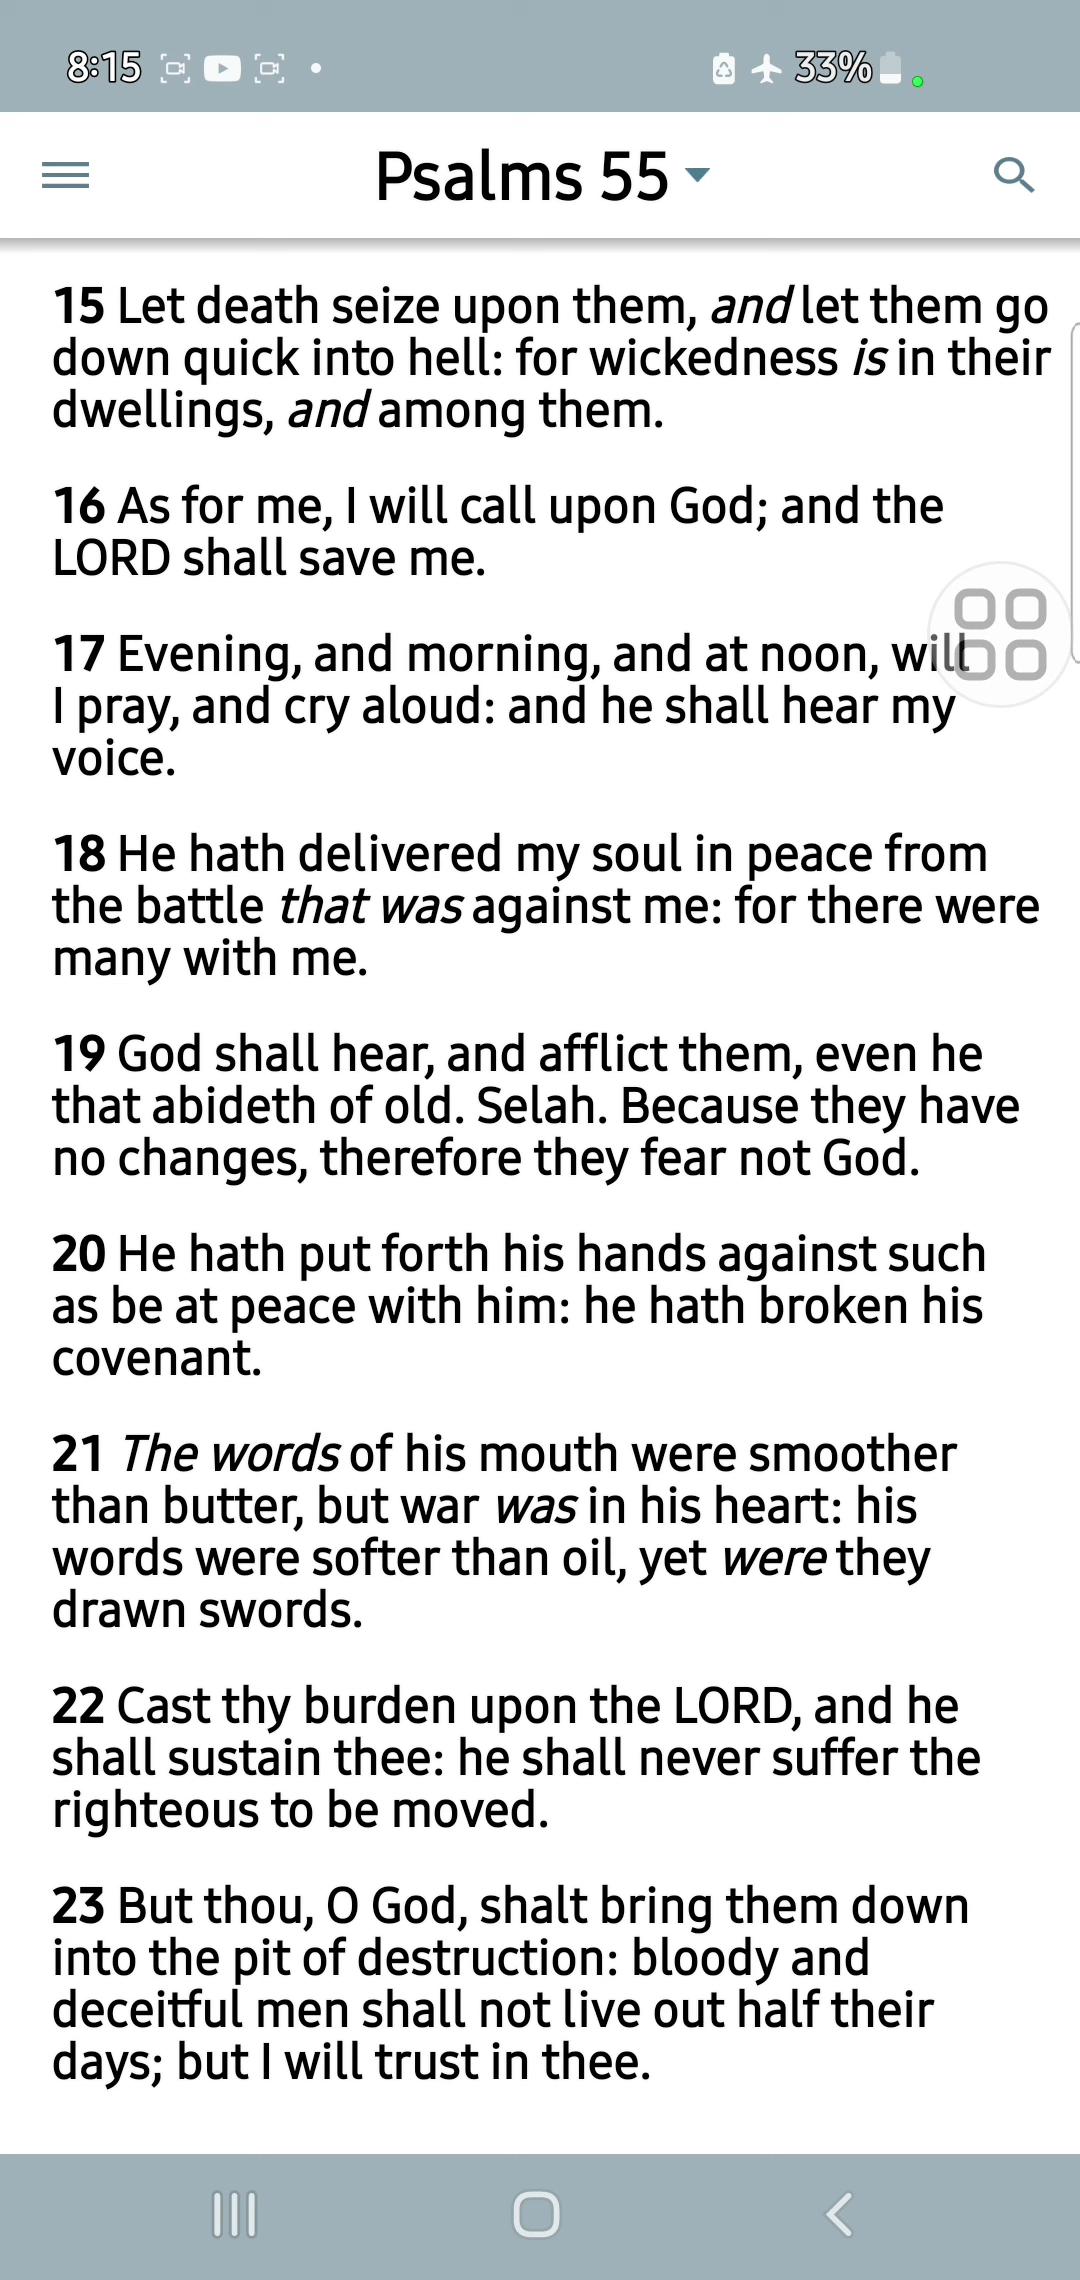 8:15
33%
Psalms 55
15 Let death seize upon them, and let them go
down quick into hell: for wickedness is in their
dwellings, and among them.
16 As for me, I will call upon God; and the
LORD shall save me.
17 Evening, and morning, and at noon, will
I pray, and cry aloud: and he shall hear my
voice.
18 He hath delivered my soul in peace from
the battle that was against me: for there were
many with me.
19 God shall hear, and afflict them, even he
that abideth of old. Selah. Because they have
no changes, therefore they fear not God.
20 He hath put forth his hands against such
as be at peace with him: he hath broken his
covenant.
21 The words of his mouth were smoother
than butter, but war was in his heart: his
words were softer than oil, yet were they
drawn swords.
22 Cast thy burden upon the LORD, and he
shall sustain thee: he shall never suffer the
righteous to be moved.
23 But thou, O God, shalt bring them down
into the pit of destruction: bloody and
deceitful men shall not live out half their
days; but I will trust in thee.